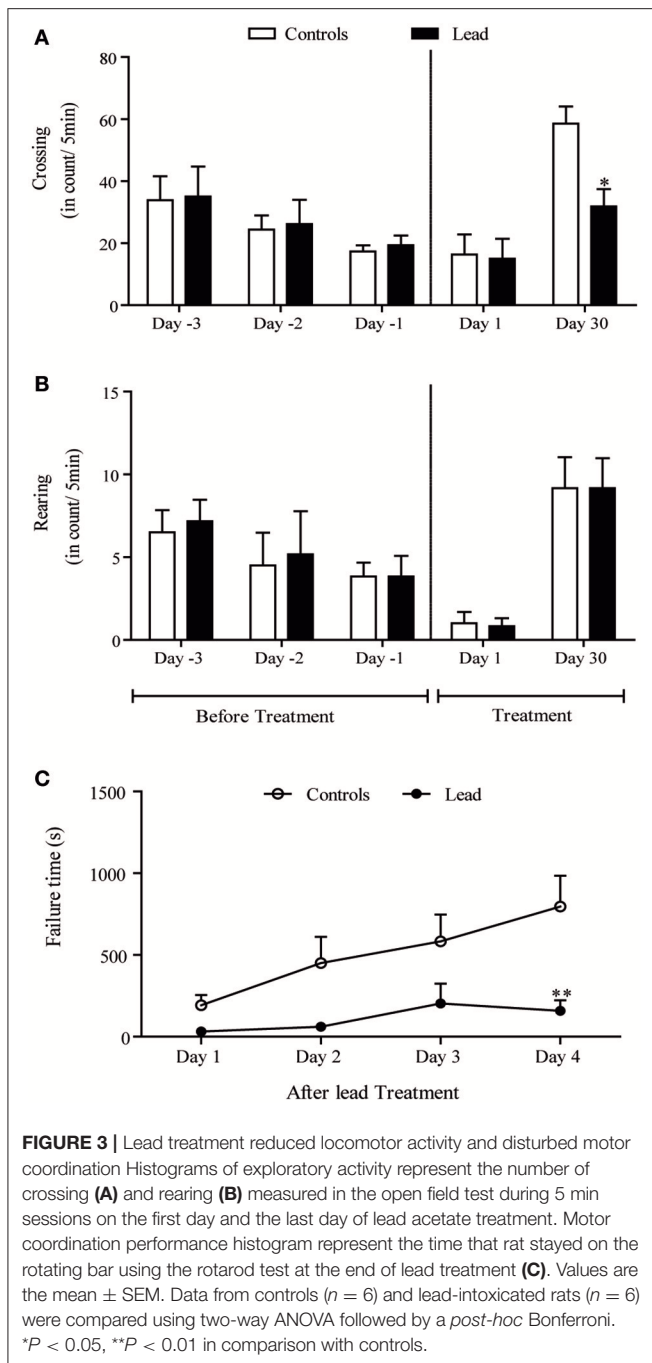 A
Controls
Lead
Crossing
(in count/ 5min)
80
60
40
20
0
*
Day -3
Day -2
Day -1
Day 1
Day 30
B
Rearing
(in count/ 5min)
15
10
5
0
Day -3
Day -2
Day -1
Day 1
Day 30
Before Treatment
Treatment
C
Controls
Lead
Failure time (s)
1500
1000
500
0
**
Day 1
Day 2
Day 3
Day 4
After lead Treatment
FIGURE 3 | Lead treatment reduced locomotor activity and disturbed motor
coordination Histograms of exploratory activity represent the number of
crossing (A) and rearing (B) measured in the open field test during 5 min
sessions on the first day and the last day of lead acetate treatment. Motor
coordination performance histogram represent the time that rat stayed on the
rotating bar using the rotarod test at the end of lead treatment (C). Values are
the mean ± SEM. Data from controls (n = 6) and lead-intoxicated rats (n = 6)
were compared using two-way ANOVA followed by a post-hoc Bonferroni.
*P < 0.05, **P < 0.01 in comparison with controls.